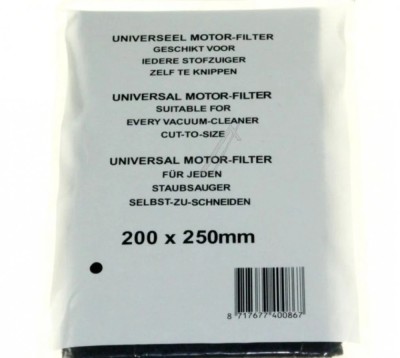 UNIVERSEEL MOTOR-FILTER
GESCHIKT VOOR
IEDERE STOFZUIGER
ZELF TE KNIPPEN
UNIVERSAL MOTOR-FILTER
SUITABLE FOR
EVERY VACUUM-CLEANER
CUT-TO-SIZE
UNIVERSAL MOTOR-FILTER
FÜR JEDEN
STAUBSAUGER
SELBST-ZU-SCHNEIDEN
200 x 250mm
8 717677 400867